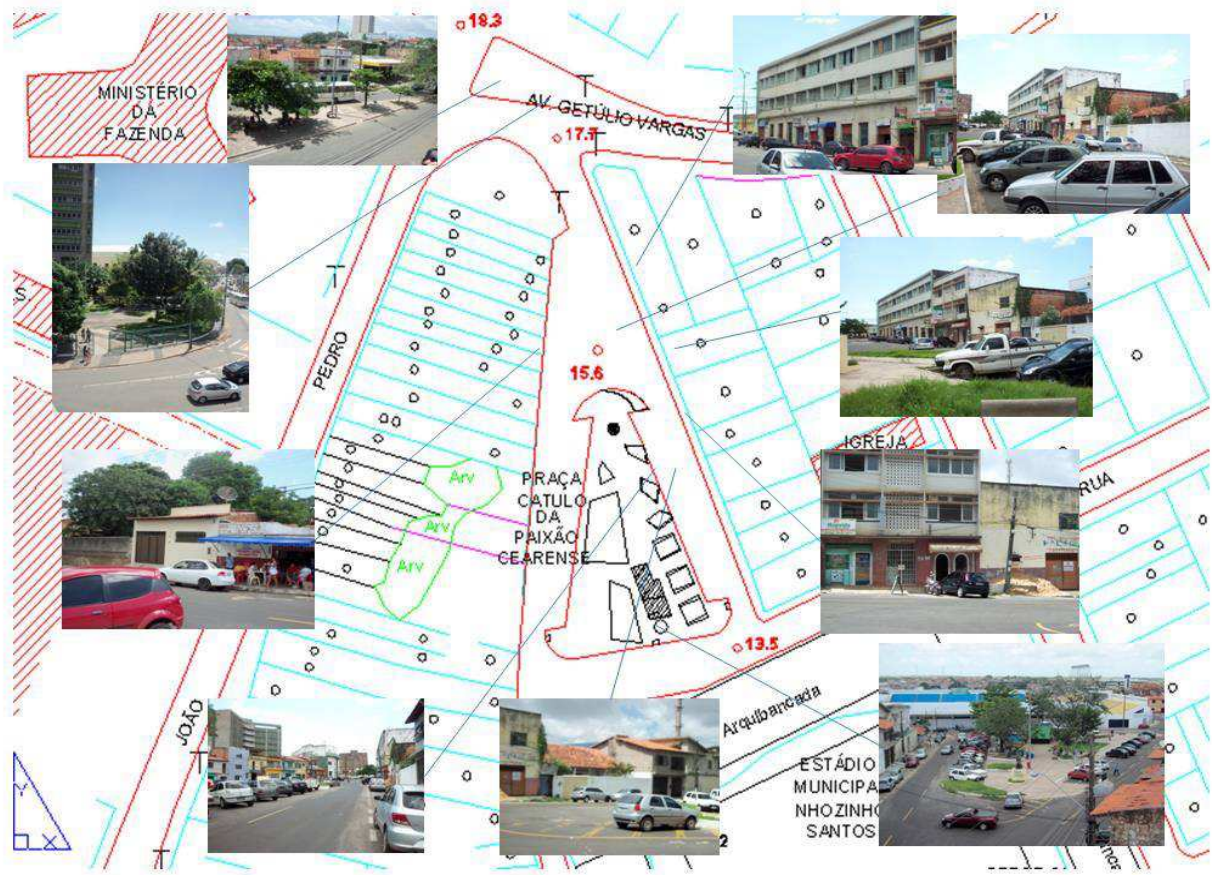 18.3
MINISTÉRIO
DA
FAZENDA
AV. GETÚLIO VARGAS
17.7
S.
PEDRO
15.6
IGREJA
RUA
Arv
Arv
Arv
PRAÇA
CATULO
DA
PAIXÃO
CEARENSE
13.5
JOÃO
Arquibancada
ESTÁDIO
MUNICIPA
NHOZINHO
SANTOS
2
Y
X